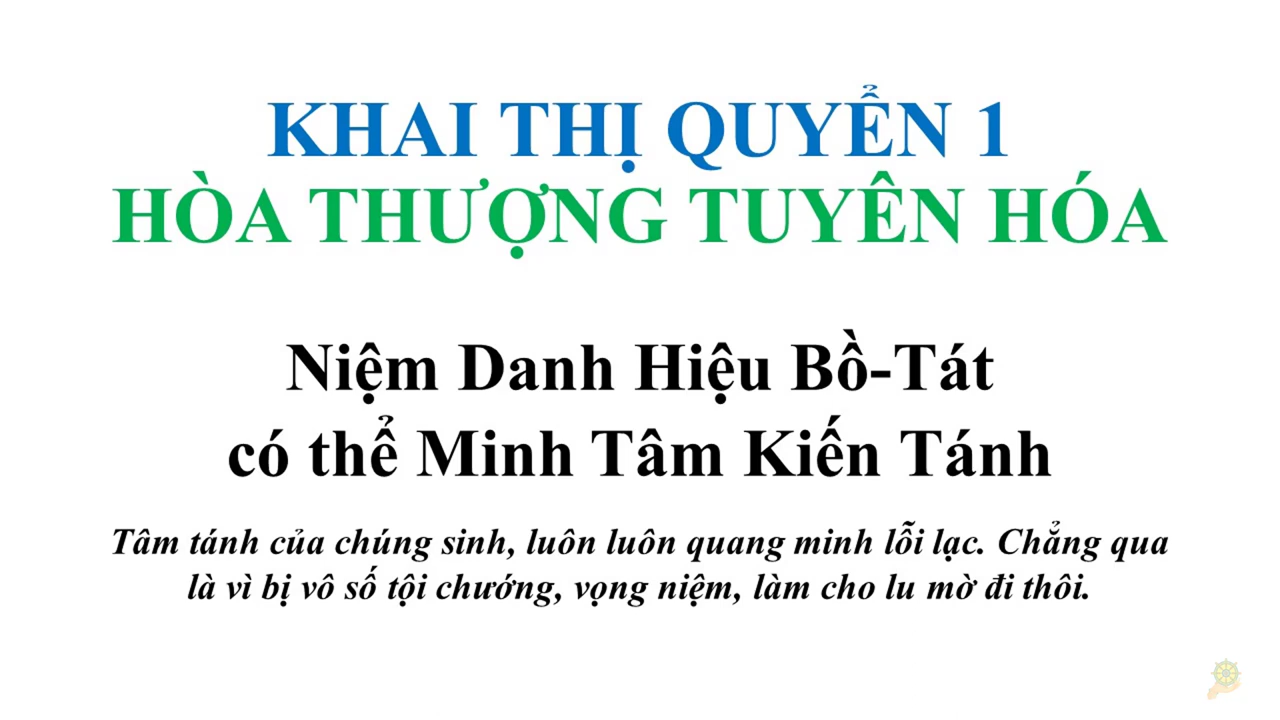 KHAI THỊ QUYỂN 1
HÒA THƯỢNG TUYÊN HÓA
Niệm Danh Hiệu Bồ-Tát
có thể Minh Tâm Kiến Tánh
Tâm tánh của chúng sinh, luôn luôn quang minh lỗi lạc. Chẳng qua
là vì bị vô số tội chướng, vọng niệm, làm cho lu mờ đi thôi.